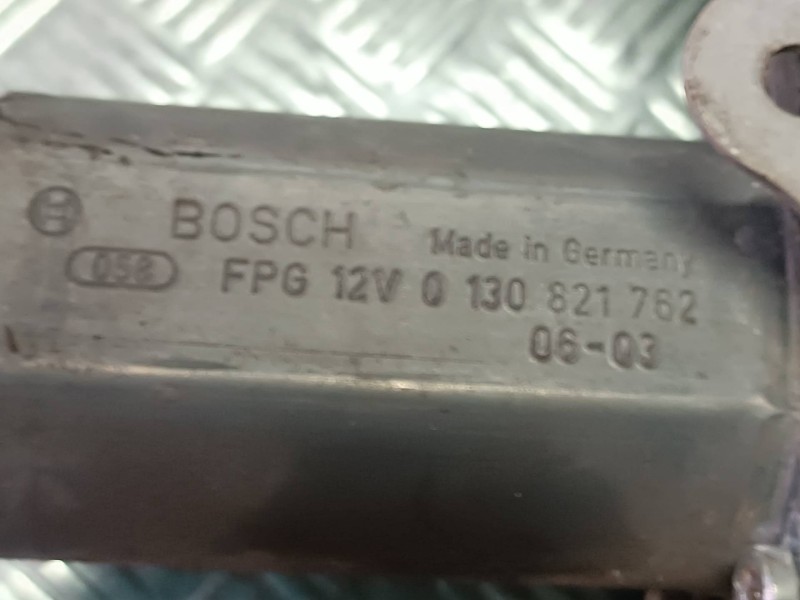 BOSCH Made in Germany
058 FPG 12V 0 130 821 762
06-03